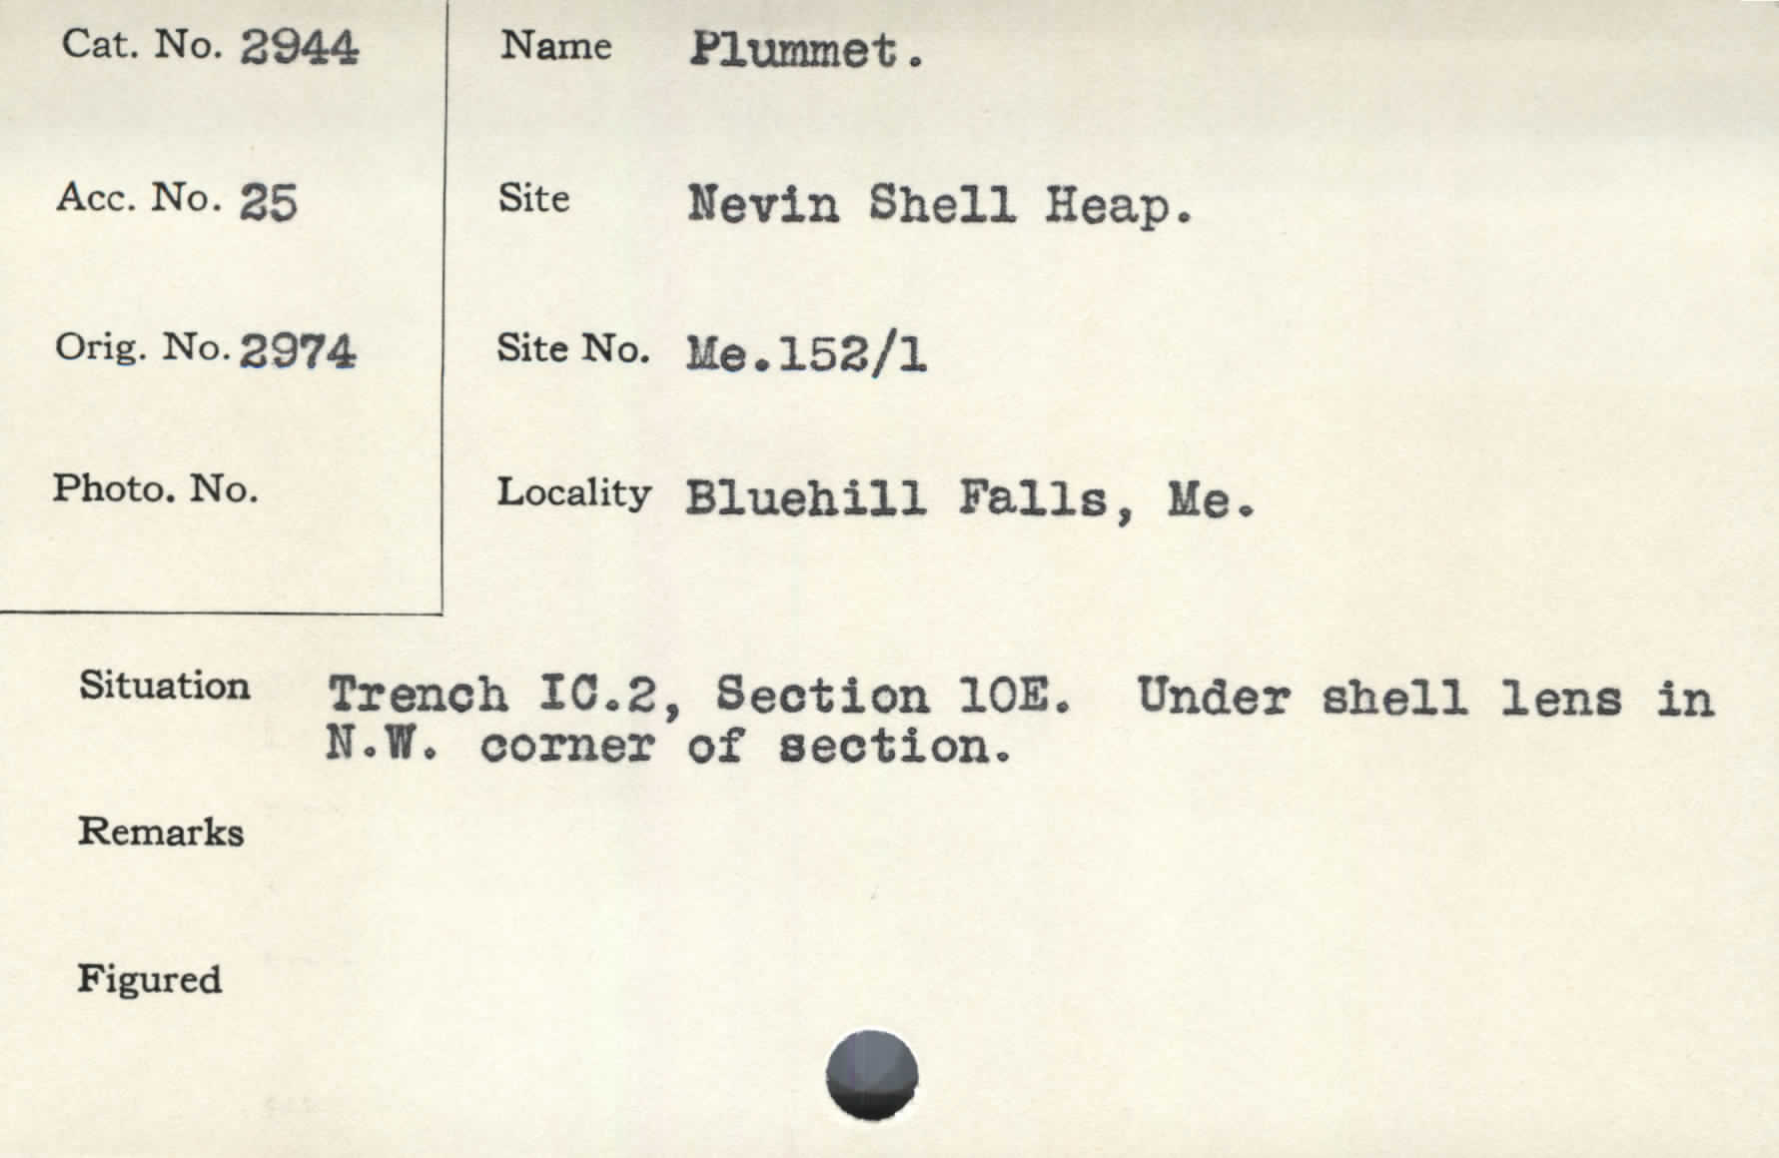 Cat. No. 2944
Name Plummet.
Acc. No. 25
Site Nevin Shell Heap.
Orig. No. 2974
Site No. Me.152/1
Photo. No.
Locality Bluehill Falls, Me.
Situation Trench IC.2, Section 10E. Under shell lens in
N.W. corner of section.
Remarks
Figured